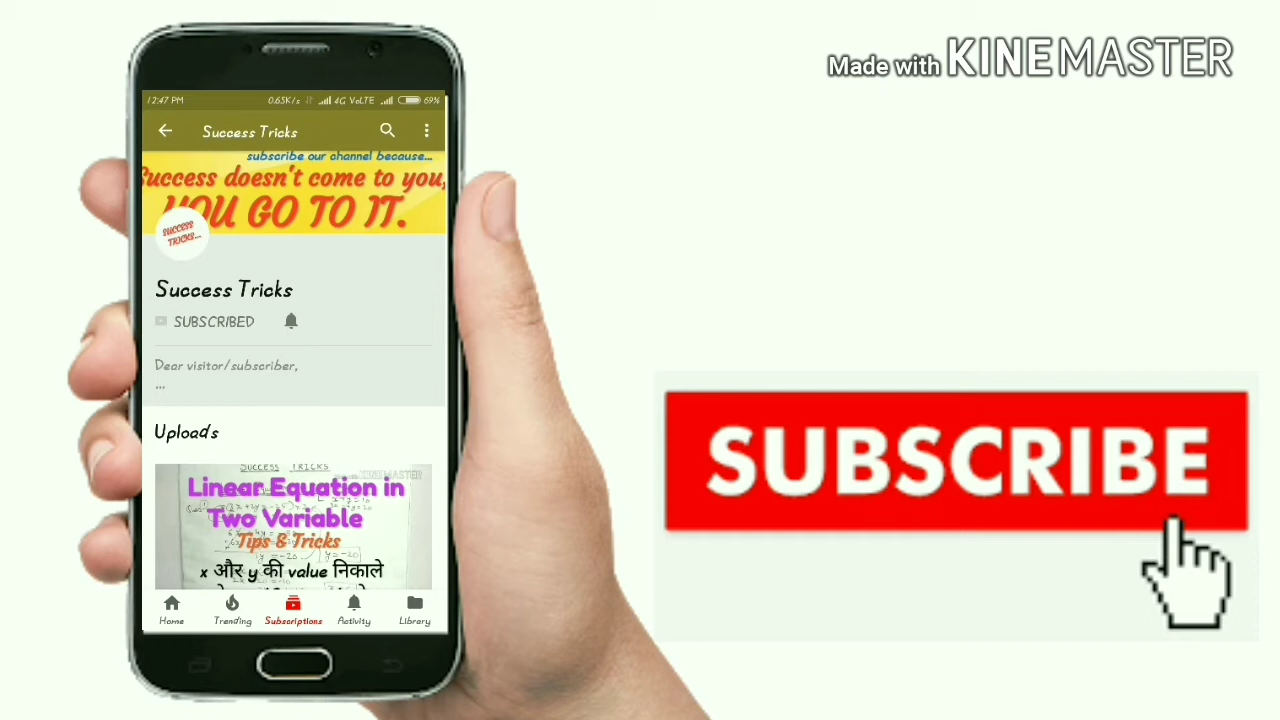 Made with KINEMASTER
12:47 PM 0.65K/s 4G VoLTE 69%
Success Tricks
subscribe our channel because...
Success doesn't come to you,
YOU GO TO IT.
SUCCESS
TRICKS...
Success Tricks
SUBSCRIBED
Dear visitor/subscriber,
...
Uploads
SUCCESS TRICKS
KINEMASTER
Linear Equation in
Two Variable
Tips & Tricks
x और y की value निकाले
Home Trending Subscriptions Activity Library
SUBSCRIBE